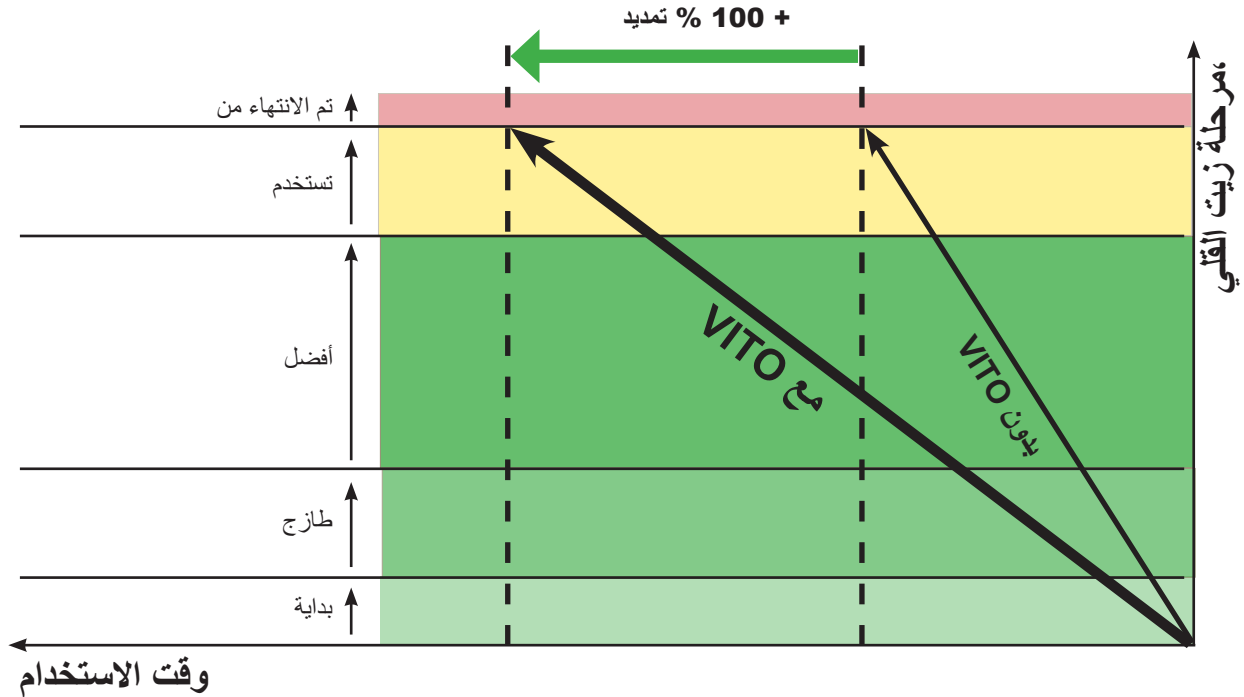 + 100 % تمديد
مرحلة زيت القلي،
تم الانتهاء من
تستخدم
أفضل
طازج
بداية
مع VITO
بدون VITO
وقت الاستخدام